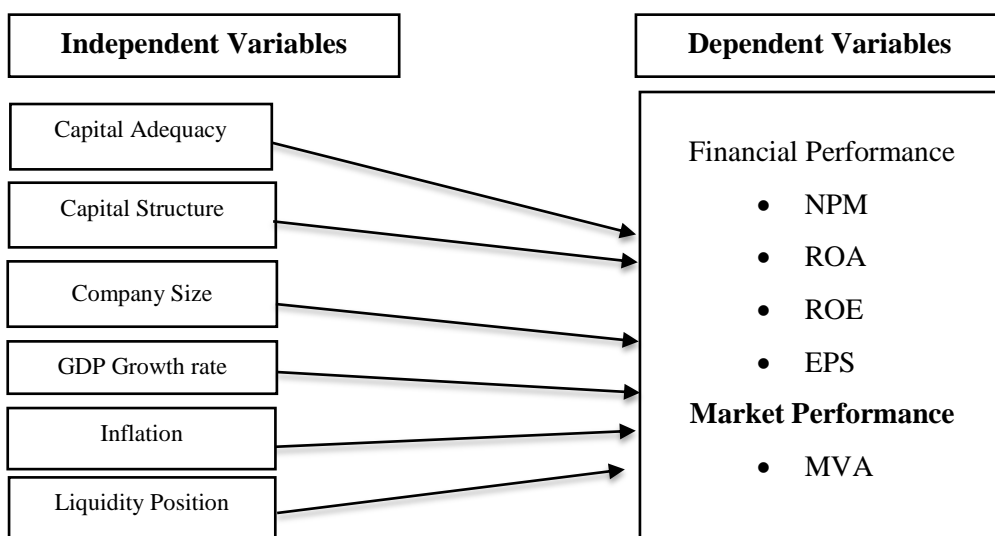 Independent Variables
Capital Adequacy
Capital Structure
Company Size
GDP Growth rate
Inflation
Liquidity Position
Dependent Variables
Financial Performance
• NPM
• ROA
• ROE
• EPS
Market Performance
• MVA